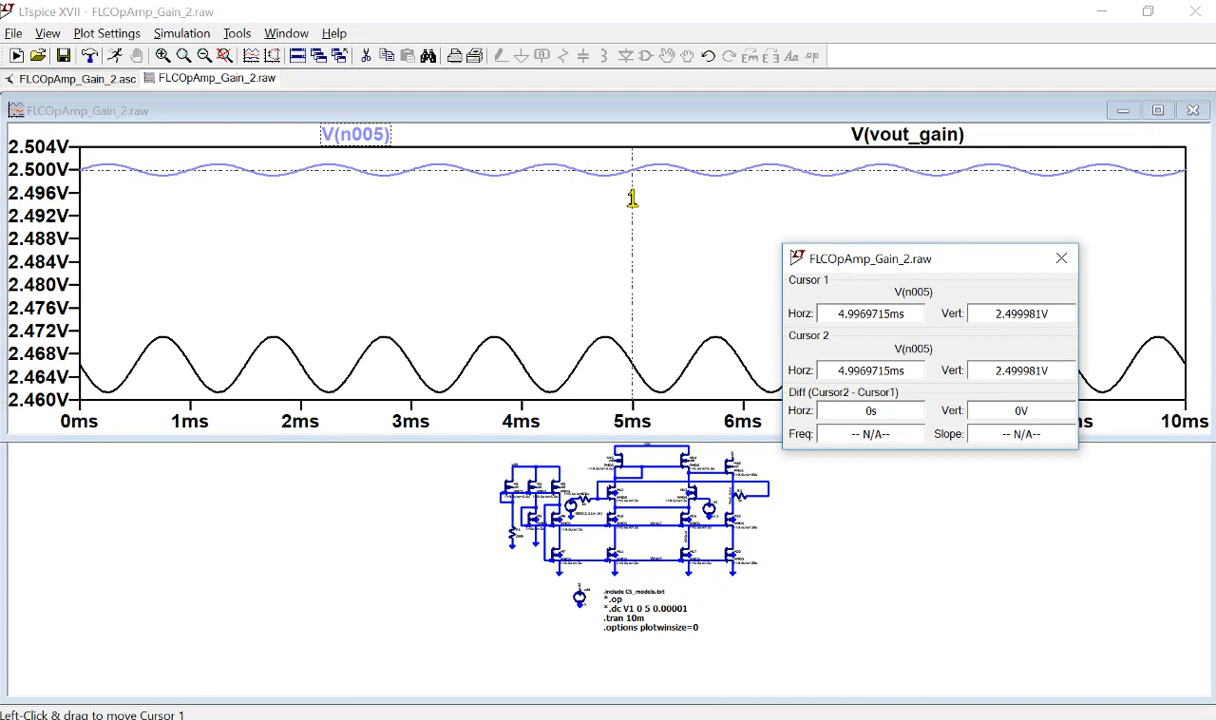 LTspice XVII - FLCOpAmp_Gain_2.raw
File View Plot Settings Simulation Tools Window Help
FLCOpAmp_Gain_2.asc FLCOpAmp_Gain_2.raw
FLCOpAmp_Gain_2.raw
V(n005) V(vout_gain)
2.504V
2.500V
2.496V
2.492V
2.488V
2.484V
2.480V
2.476V
2.472V
2.468V
2.464V
2.460V
0ms 1ms 2ms 3ms 4ms 5ms 6ms 10ms
1
FLCOpAmp_Gain_2.raw
Cursor 1
V(n005)
Horz: 4.9969715ms Vert: 2.499981V
Cursor 2
V(n005)
Horz: 4.9969715ms Vert: 2.499981V
Diff (Cursor2 - Cursor1)
Horz: 0s Vert: 0V
Freq: -- N/A-- Slope: -- N/A--
.include C5_models.txt
*.op
*.dc V1 0 5 0.00001
.tran 10m
.options plotwinsize=0
Left-Click & drag to move Cursor 1